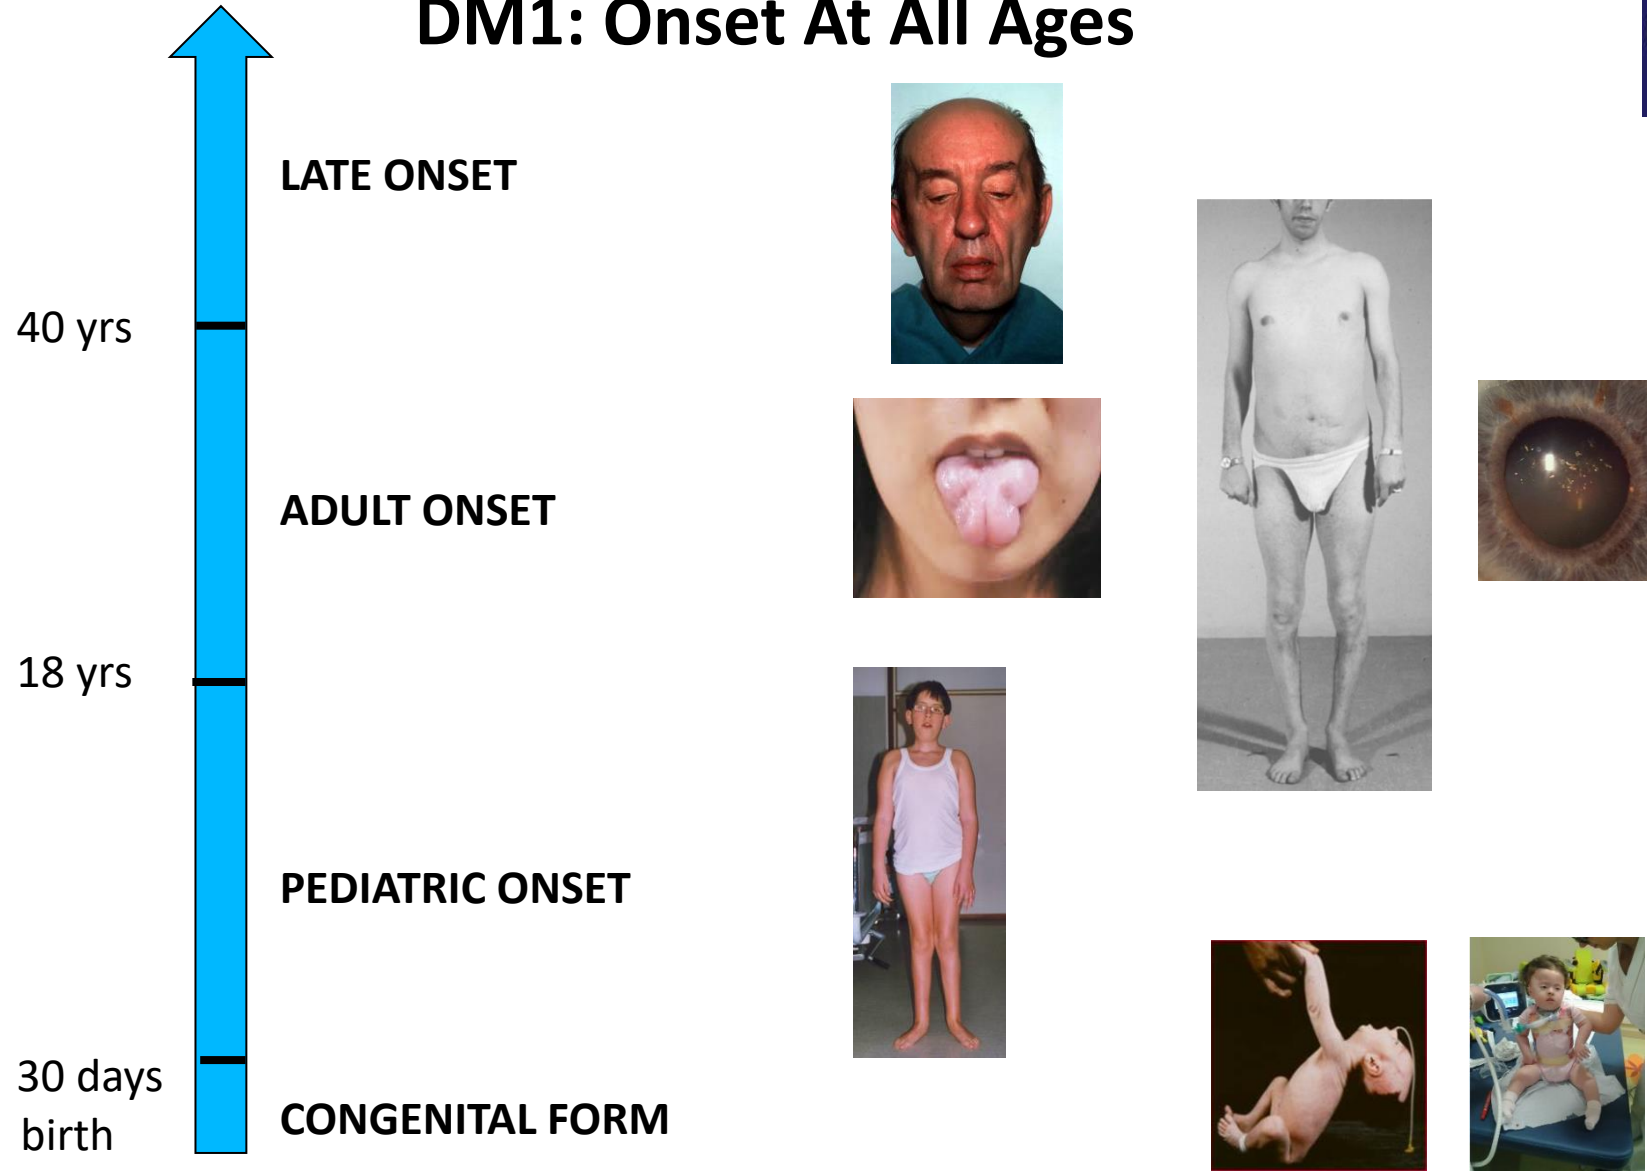 DM1: Onset At All Ages
LATE ONSET
40 yrs
ADULT ONSET
18 yrs
PEDIATRIC ONSET
30 days
birth
CONGENITAL FORM